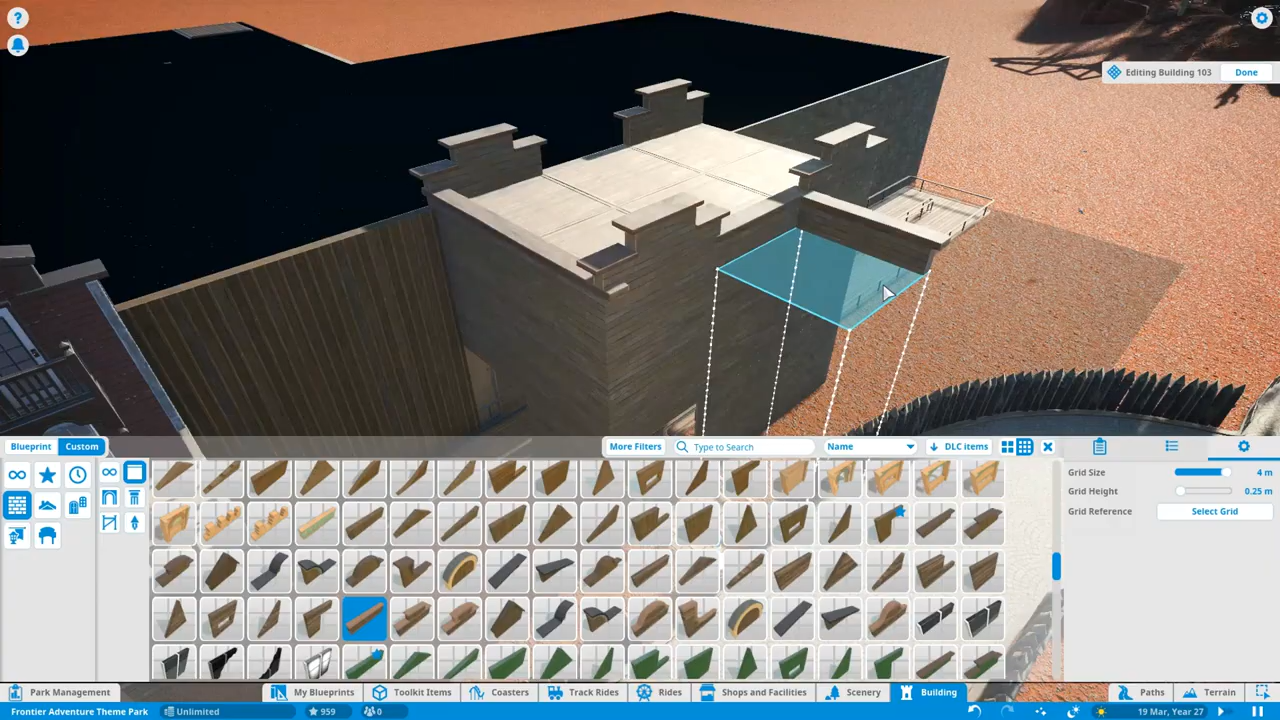 ?
Editing Building 103
Done
Blueprint
Custom
More Filters
Type to Search
Name
DLC items
Grid Size
4 m
Grid Height
0.25 m
Grid Reference
Select Grid
Park Management
My Blueprints
Toolkit Items
Coasters
Track Rides
Rides
Shops and Facilities
Scenery
Building
Paths
Terrain
Frontier Adventure Theme Park
Unlimited
959
0
19 Mar, Year 27